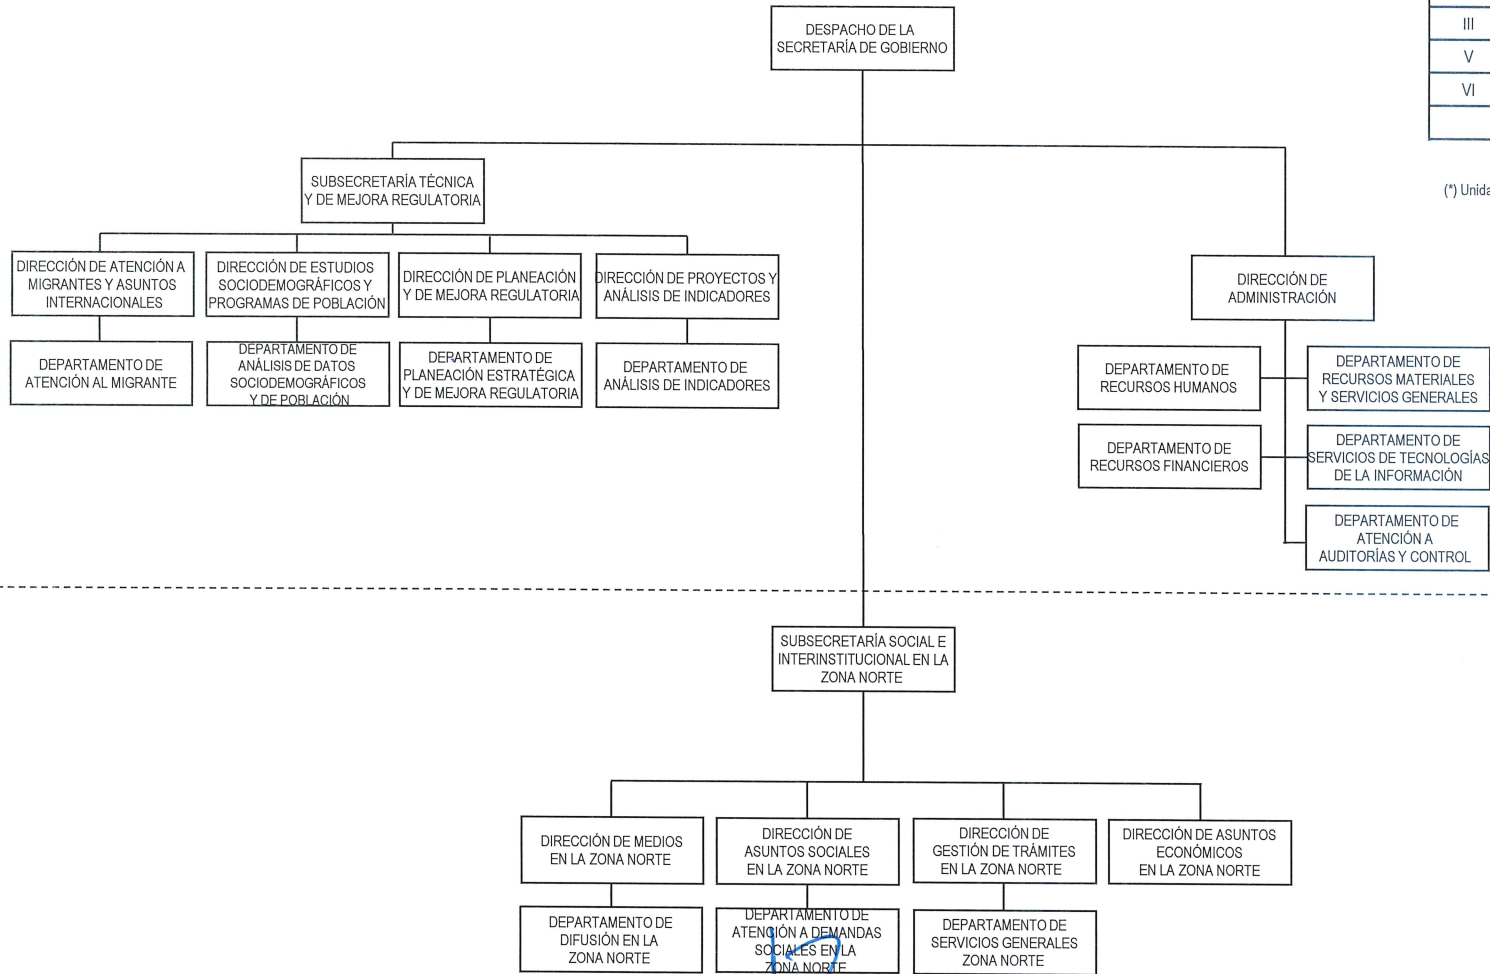 DESPACHO DE LA
SECRETARÍA DE GOBIERNO
III
V
VI
(*) Unida
SUBSECRETARÍA TÉCNICA
Y DE MEJORA REGULATORIA
DIRECCIÓN DE ATENCIÓN A
MIGRANTES Y ASUNTOS
INTERNACIONALES
DIRECCIÓN DE ESTUDIOS
SOCIODEMOGRÁFICOS Y
PROGRAMAS DE POBLACIÓN
DIRECCIÓN DE PLANEACIÓN
Y DE MEJORA REGULATORIA
DIRECCIÓN DE PROYECTOS Y
ANÁLISIS DE INDICADORES
DIRECCIÓN DE
ADMINISTRACIÓN
DEPARTAMENTO DE
ATENCIÓN AL MIGRANTE
DEPARTAMENTO DE
ANÁLISIS DE DATOS
SOCIODEMOGRÁFICOS
Y DE POBLACIÓN
DEPARTAMENTO DE
PLANEACIÓN ESTRATÉGICA
Y DE MEJORA REGULATORIA
DEPARTAMENTO DE
ANÁLISIS DE INDICADORES
DEPARTAMENTO DE
RECURSOS HUMANOS
DEPARTAMENTO DE
RECURSOS MATERIALES
Y SERVICIOS GENERALES
DEPARTAMENTO DE
RECURSOS FINANCIEROS
DEPARTAMENTO DE
SERVICIOS DE TECNOLOGÍAS
DE LA INFORMACIÓN
DEPARTAMENTO DE
ATENCIÓN A
AUDITORÍAS Y CONTROL
SUBSECRETARÍA SOCIAL E
INTERINSTITUCIONAL EN LA
ZONA NORTE
DIRECCIÓN DE MEDIOS
EN LA ZONA NORTE
DIRECCIÓN DE
ASUNTOS SOCIALES
EN LA ZONA NORTE
DIRECCIÓN DE
GESTIÓN DE TRÁMITES
EN LA ZONA NORTE
DIRECCIÓN DE ASUNTOS
ECONÓMICOS
EN LA ZONA NORTE
DEPARTAMENTO DE
DIFUSIÓN EN LA
ZONA NORTE
DEPARTAMENTO DE
ATENCIÓN A DEMANDAS
SOCIALES EN LA
ZONA NORTE
DEPARTAMENTO DE
SERVICIOS GENERALES
ZONA NORTE